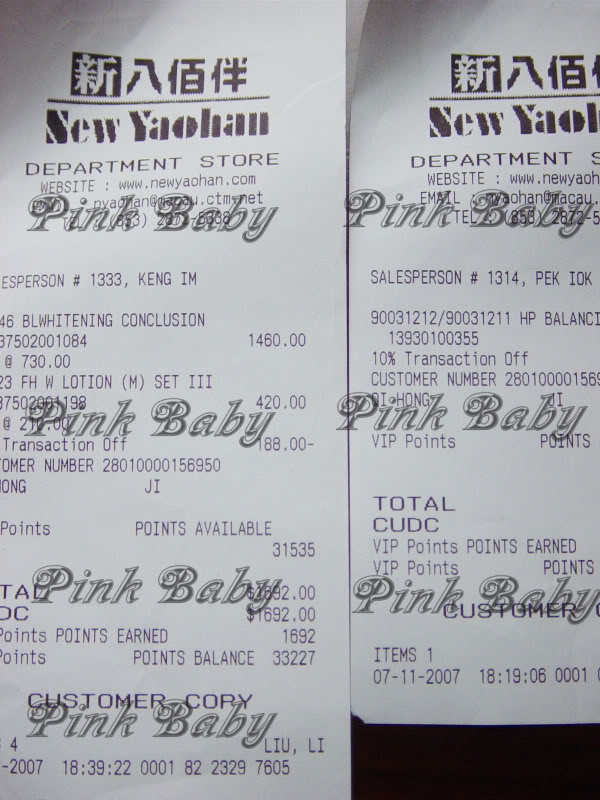 新八佰伴
New Yaohan
DEPARTMENT STORE
WEBSITE : www.newyaohan.com
nyaohan@macau.ctm.net
Pink Baby
ESPERSON # 1333, KENG IM
46 BLWHITENING CONCLUSION
37502001084 1460.00
@ 730.00
23 FH W LOTION (M) SET III
37502001198 420.00
@ 210.00
Pink Baby
Transaction Off 188.00-
TOMER NUMBER 28010000156950
HONG JI
Points POINTS AVAILABLE
31535
TAL $1692.00
Pink Baby
DC $1692.00
Points POINTS EARNED 1692
Points POINTS BALANCE 33227
CUSTOMER COPY
Pink Baby
4 LIU, LI
-2007 18:39:22 0001 82 2329 7605
新八佰
New Yaoh
DEPARTMENT S
WEBSITE : www.newyaoh
EMAIL : nyaohan@macau.
Pink Baby
TEL : (853) 2872-5
SALESPERSON # 1314, PEK IOK
90031212/90031211 HP BALANCI
13930100355
10% Transaction Off
CUSTOMER NUMBER 28010000156
QI HONG JI
Pink Baby
VIP Points POINTS
TOTAL
CUDC
VIP Points POINTS EARNED
VIP Points POINTS
Pink Baby
CUSTOMER
ITEMS 1
07-11-2007 18:19:06 0001